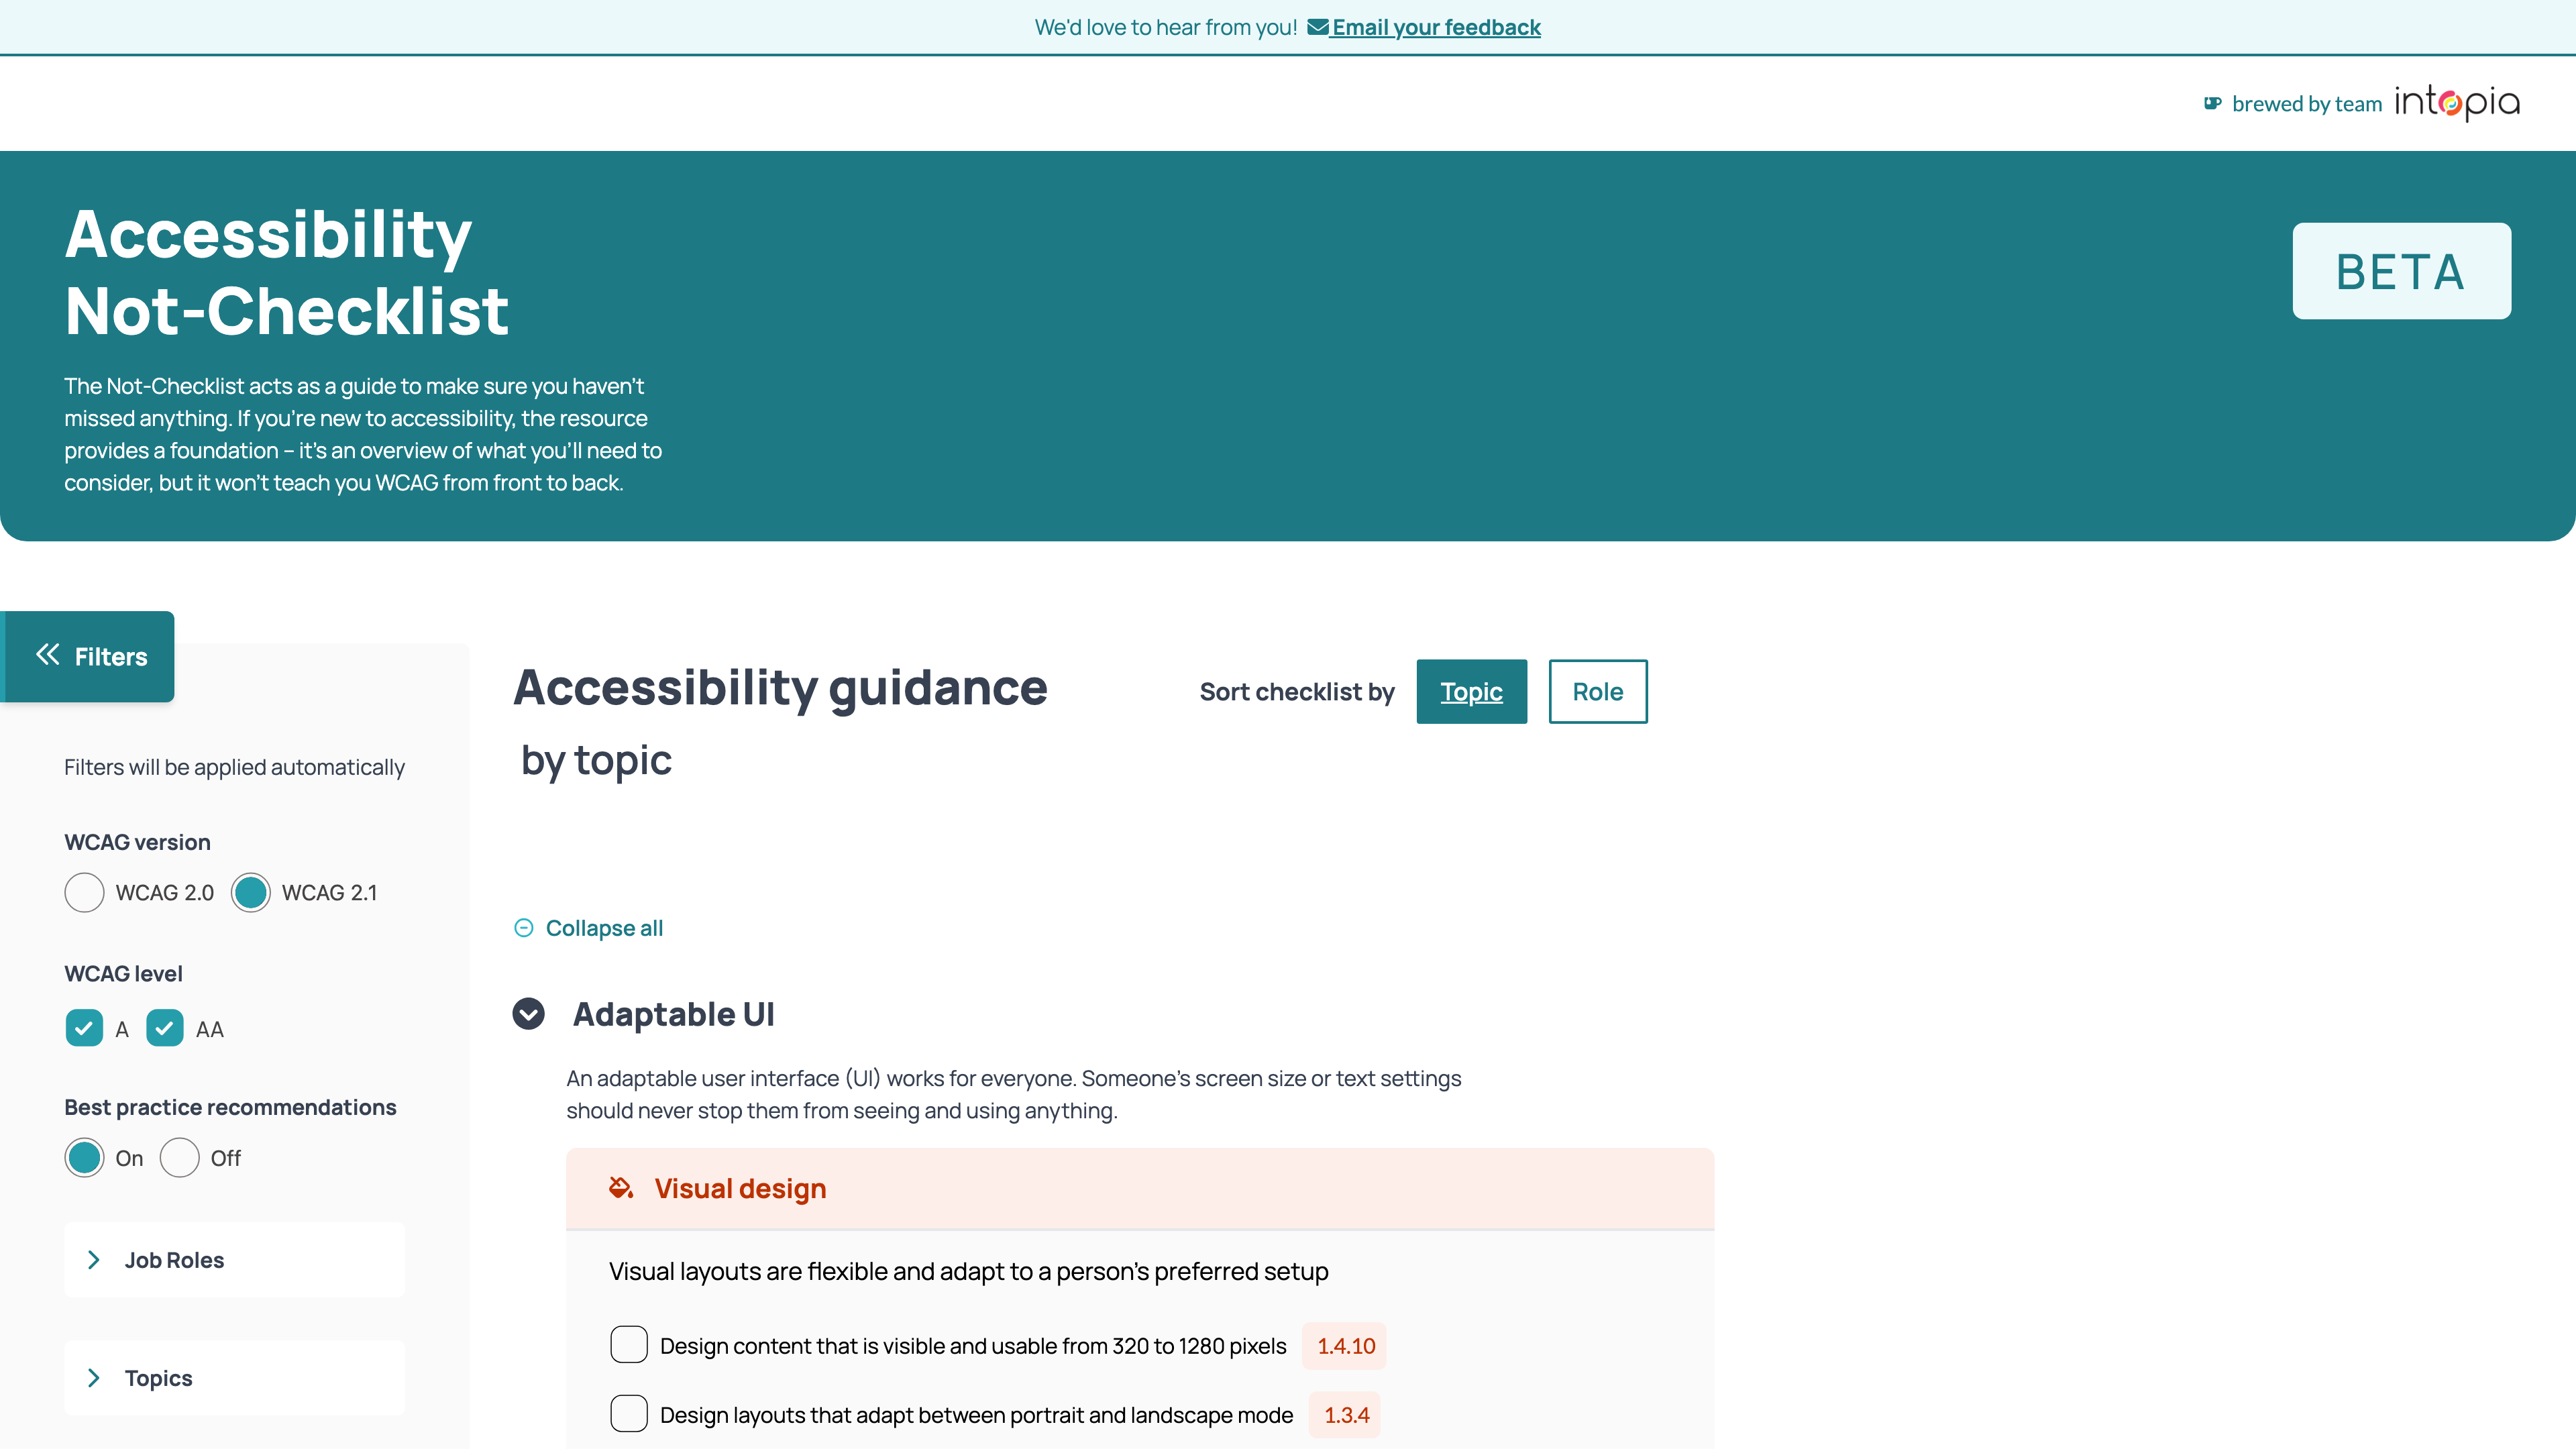 We'd love to hear from you! Email your feedback
brewed by team intopia
Accessibility
Not-Checklist
BETA
The Not-Checklist acts as a guide to make sure you haven’t
missed anything. If you’re new to accessibility, the resource
provides a foundation – it’s an overview of what you’ll need to
consider, but it won’t teach you WCAG from front to back.
Filters
Filters will be applied automatically
WCAG version
WCAG 2.0 WCAG 2.1
WCAG level
A AA
Best practice recommendations
On Off
Job Roles
Topics
Accessibility guidance
by topic
Sort checklist by Topic Role
Collapse all
Adaptable UI
An adaptable user interface (UI) works for everyone. Someone’s screen size or text settings
should never stop them from seeing and using anything.
Visual design
Visual layouts are flexible and adapt to a person’s preferred setup
Design content that is visible and usable from 320 to 1280 pixels 1.4.10
Design layouts that adapt between portrait and landscape mode 1.3.4